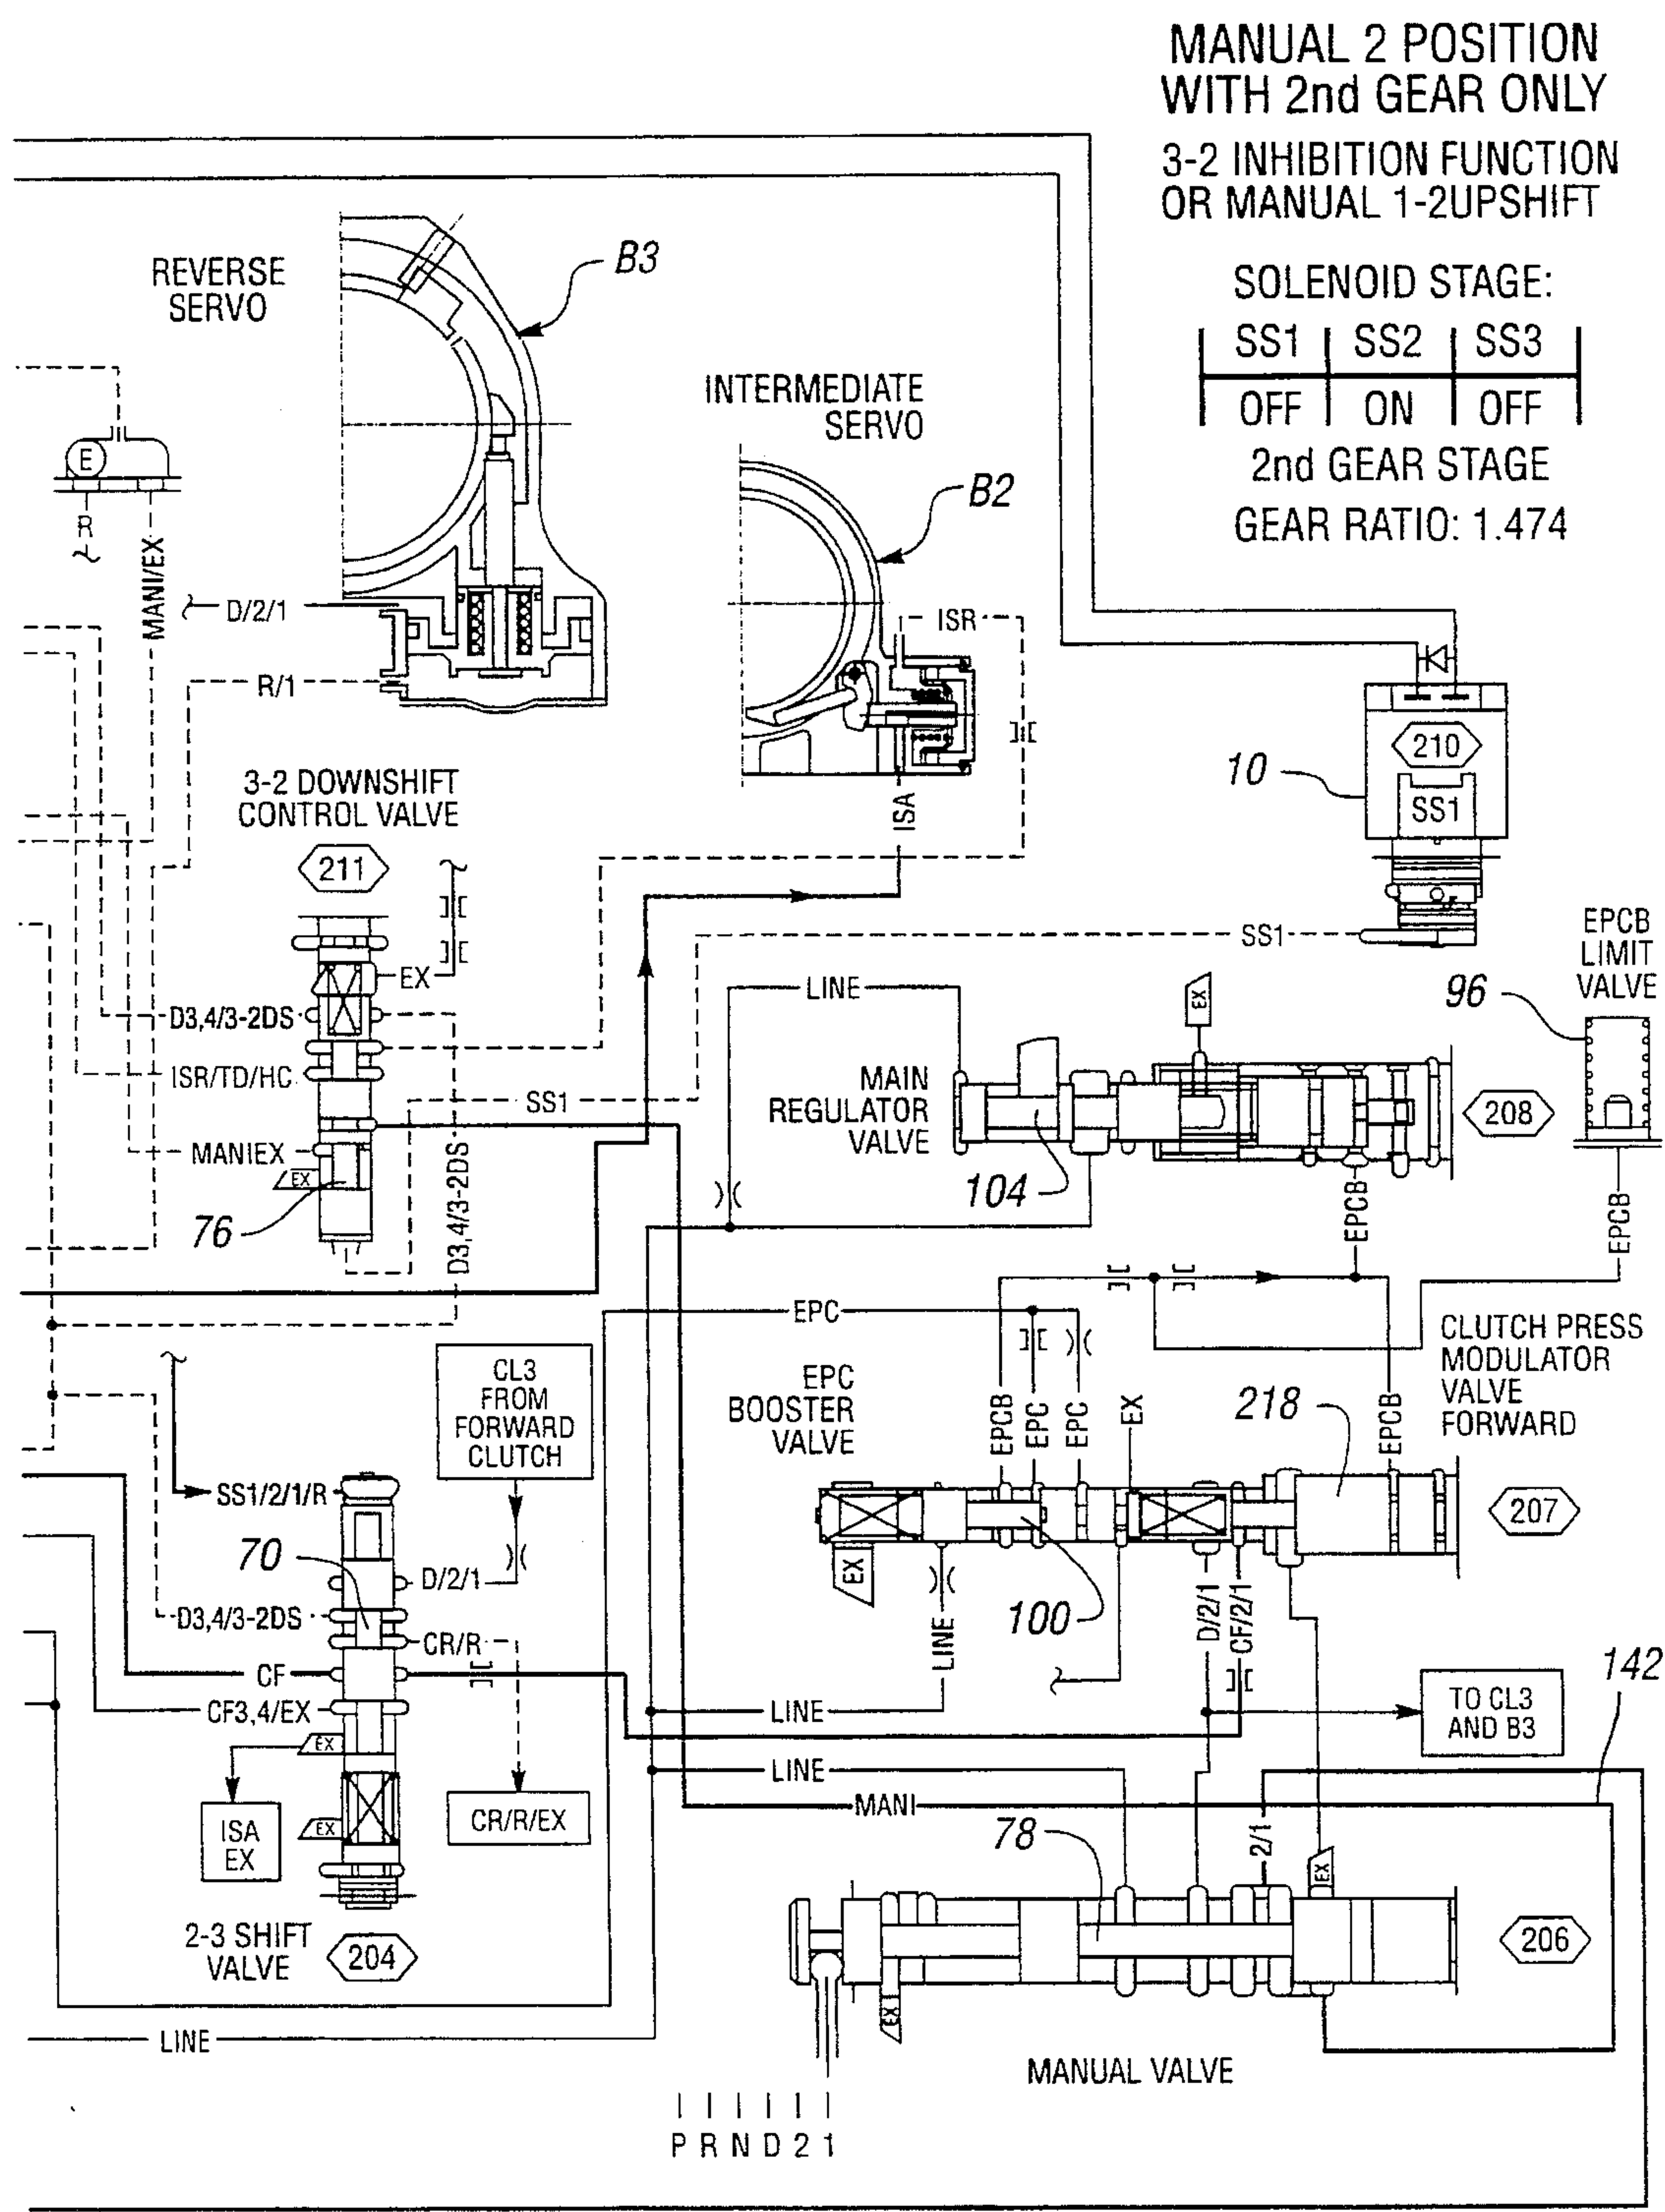 MANUAL 2 POSITION
WITH 2nd GEAR ONLY
3-2 INHIBITION FUNCTION
OR MANUAL 1-2UPSHIFT
SOLENOID STAGE:
SS1 SS2 SS3
OFF ON OFF
2nd GEAR STAGE
GEAR RATIO: 1.474
REVERSE
SERVO
B3
INTERMEDIATE
SERVO
B2
E
R
MANI/EX
D/2/1
R/1
ISR
ISA
210
10
SS1
3-2 DOWNSHIFT
CONTROL VALVE
211
EX
D3,4/3-2DS
ISR/TD/HC
MANIEX
EX
76
D3,4/3-2DS
SS1
SS1
LINE
EX
EPCB
LIMIT
VALVE
96
MAIN
REGULATOR
VALVE
104
208
EPCB
EPCB
EPC
CL3
FROM
FORWARD
CLUTCH
EPC
BOOSTER
VALVE
EPCB
EPC
EPC
EX
218
EPCB
CLUTCH PRESS
MODULATOR
VALVE
FORWARD
207
SS1/2/1/R
70
D/2/1
D3,4/3-2DS
CR/R
CF
CF3,4/EX
EX
EX
ISA
EX
CR/R/EX
2-3 SHIFT
VALVE
204
EX
LINE
100
D/2/1
CF/2/1
LINE
TO CL3
AND B3
142
LINE
MANI
78
2/1
EX
206
EX
LINE
MANUAL VALVE
P R N D 2 1